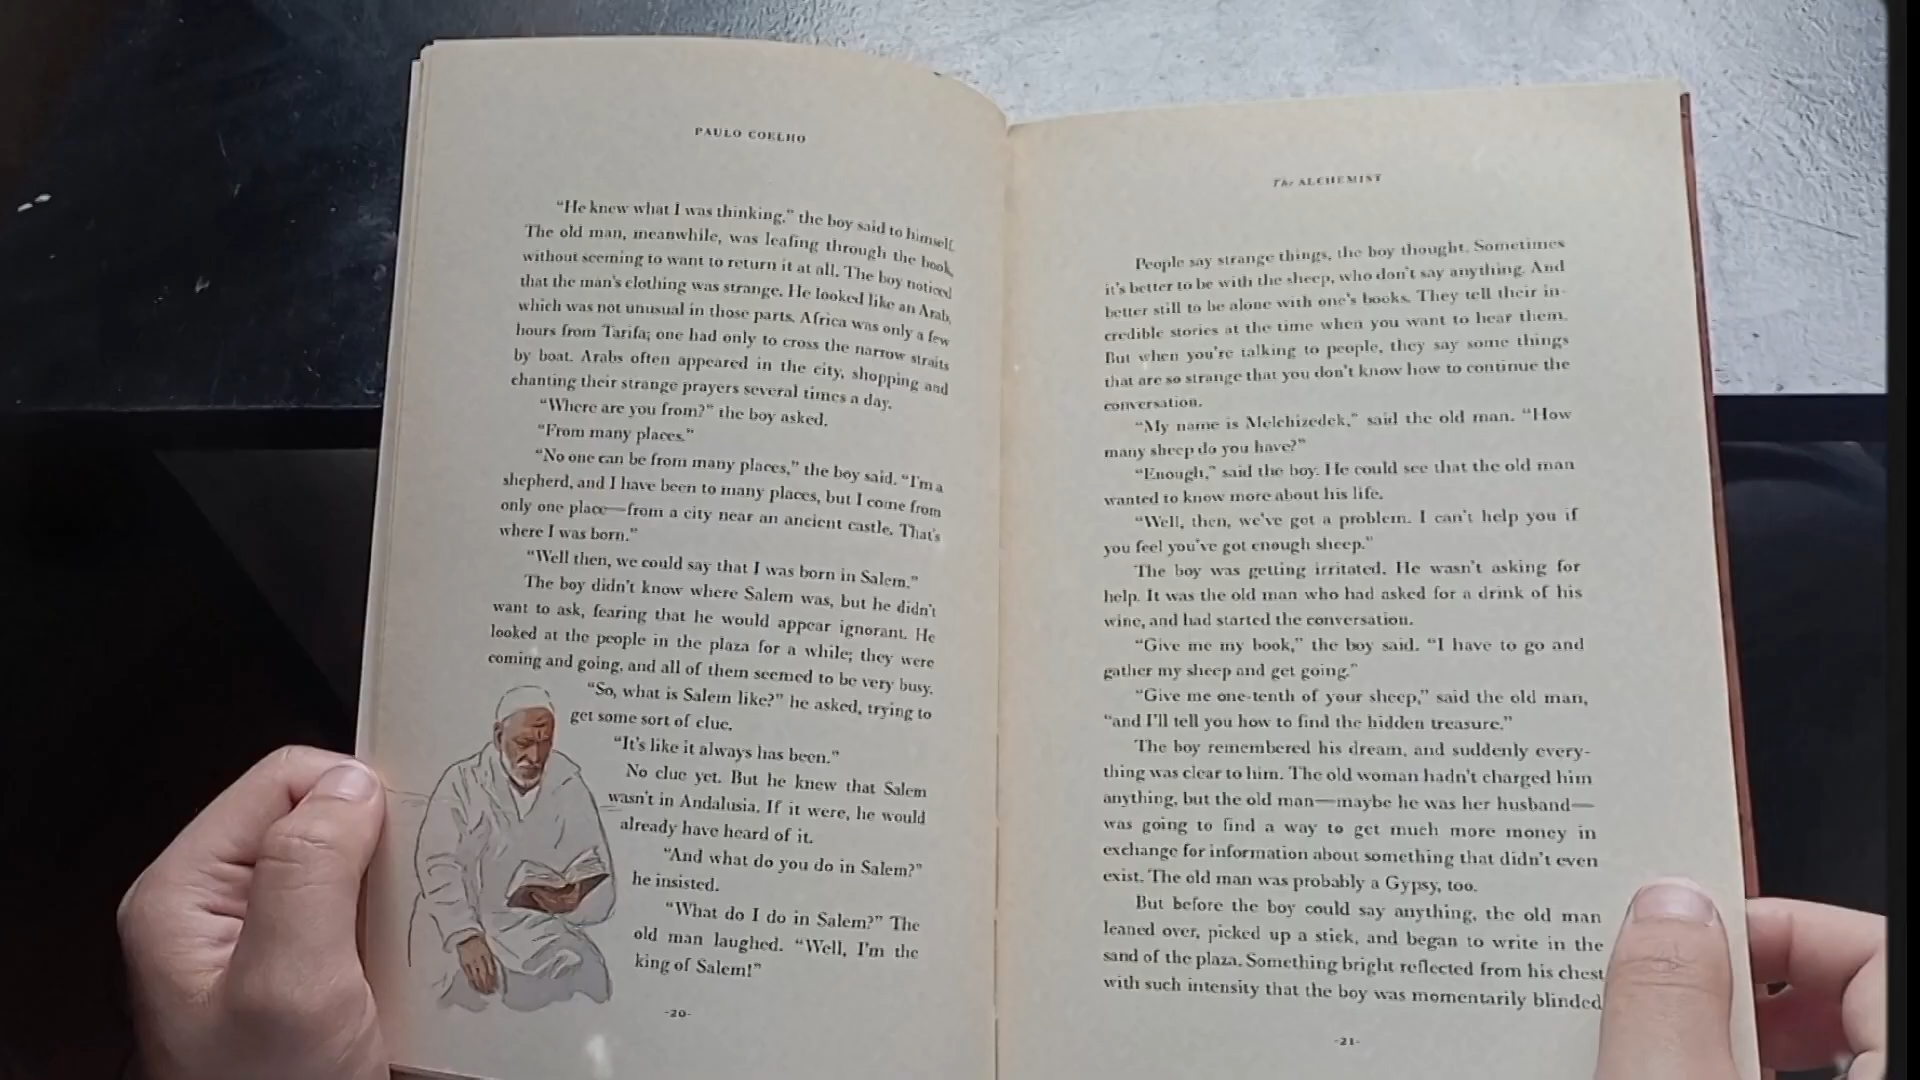 PAULO COELHO
“He knew what I was thinking,” the boy said to himself.
The old man, meanwhile, was leafing through the book,
without seeming to want to return it at all. The boy noticed
that the man’s clothing was strange. He looked like an Arab,
which was not unusual in those parts. Africa was only a few
hours from Tarifa; one had only to cross the narrow straits
by boat. Arabs often appeared in the city, shopping and
chanting their strange prayers several times a day.
“Where are you from?” the boy asked.
“From many places.”
“No one can be from many places,” the boy said. “I’m a
shepherd, and I have been to many places, but I come from
only one place—from a city near an ancient castle. That’s
where I was born.”
“Well then, we could say that I was born in Salem.”
The boy didn’t know where Salem was, but he didn’t
want to ask, fearing that he would appear ignorant. He
looked at the people in the plaza for a while; they were
coming and going, and all of them seemed to be very busy.
“So, what is Salem like?” he asked, trying to
get some sort of clue.
“It’s like it always has been.”
No clue yet. But he knew that Salem
wasn’t in Andalusia. If it were, he would
already have heard of it.
“And what do you do in Salem?”
he insisted.
“What do I do in Salem?” The
old man laughed. “Well, I’m the
king of Salem!”
-20-
The ALCHEMIST
People say strange things, the boy thought. Sometimes
it’s better to be with the sheep, who don’t say anything. And
better still to be alone with one’s books. They tell their in-
credible stories at the time when you want to hear them.
But when you’re talking to people, they say some things
that are so strange that you don’t know how to continue the
conversation.
“My name is Melchizedek,” said the old man. “How
many sheep do you have?”
“Enough,” said the boy. He could see that the old man
wanted to know more about his life.
“Well, then, we’ve got a problem. I can’t help you if
you feel you’ve got enough sheep.”
The boy was getting irritated. He wasn’t asking for
help. It was the old man who had asked for a drink of his
wine, and had started the conversation.
“Give me my book,” the boy said. “I have to go and
gather my sheep and get going.”
“Give me one-tenth of your sheep,” said the old man,
“and I’ll tell you how to find the hidden treasure.”
The boy remembered his dream, and suddenly every-
thing was clear to him. The old woman hadn’t charged him
anything, but the old man—maybe he was her husband—
was going to find a way to get much more money in
exchange for information about something that didn’t even
exist. The old man was probably a Gypsy, too.
But before the boy could say anything, the old man
leaned over, picked up a stick, and began to write in the
sand of the plaza. Something bright reflected from his chest
with such intensity that the boy was momentarily blinded
-21-